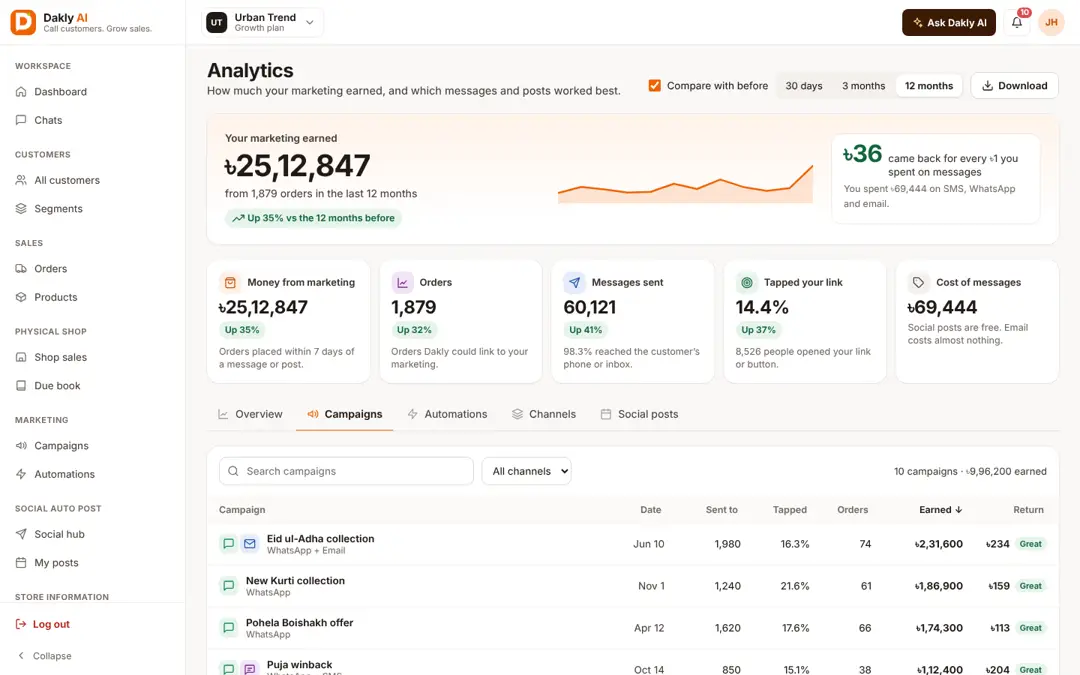 Dakly AI
Call customers. Grow sales.
UT
Urban Trend
Growth plan
Ask Dakly AI
10
JH
WORKSPACE
Dashboard
Chats
CUSTOMERS
All customers
Segments
SALES
Orders
Products
PHYSICAL SHOP
Shop sales
Due book
MARKETING
Campaigns
Automations
SOCIAL AUTO POST
Social hub
My posts
STORE INFORMATION
Log out
Collapse
Analytics
How much your marketing earned, and which messages and posts worked best.
Compare with before
30 days
3 months
12 months
Download
Your marketing earned
৳25,12,847
from 1,879 orders in the last 12 months
Up 35% vs the 12 months before
৳36 came back for every ৳1 you
spent on messages
You spent ৳69,444 on SMS, WhatsApp
and email.
Money from marketing
৳25,12,847
Up 35%
Orders placed within 7 days of
a message or post.
Orders
1,879
Up 32%
Orders Dakly could link to your
marketing.
Messages sent
60,121
Up 41%
98.3% reached the customer's
phone or inbox.
Tapped your link
14.4%
Up 37%
8,526 people opened your link
or button.
Cost of messages
৳69,444
Social posts are free. Email
costs almost nothing.
Overview
Campaigns
Automations
Channels
Social posts
Search campaigns
All channels
10 campaigns · ৳9,96,200 earned
Campaign Date Sent to Tapped Orders Earned ↓ Return
Eid ul-Adha collection
WhatsApp + Email
Jun 10 1,980 16.3% 74 ৳2,31,600 ৳234 Great
New Kurti collection
WhatsApp
Nov 1 1,240 21.6% 61 ৳1,86,900 ৳159 Great
Pohela Boishakh offer
WhatsApp
Apr 12 1,620 17.6% 66 ৳1,74,300 ৳113 Great
Puja winback
WhatsApp + SMS
Oct 14 850 15.1% 38 ৳1,12,400 ৳204 Great